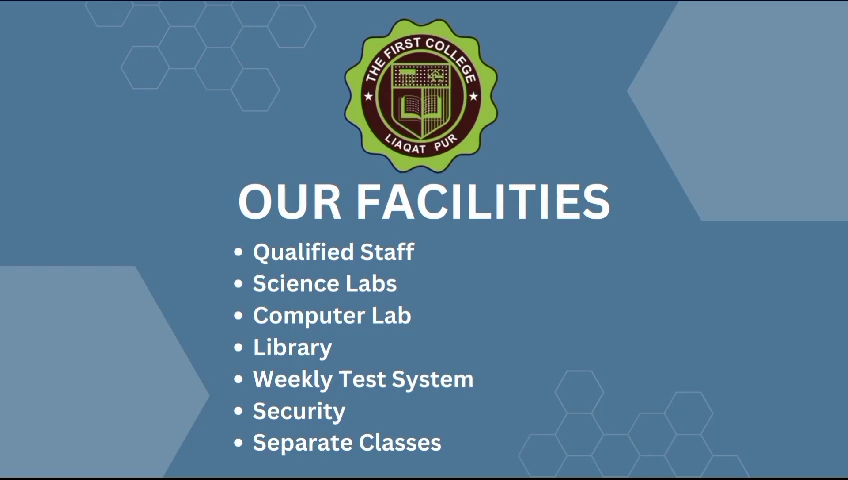 THE FIRST COLLEGE
LIAQAT PUR
OUR FACILITIES
• Qualified Staff
• Science Labs
• Computer Lab
• Library
• Weekly Test System
• Security
• Separate Classes